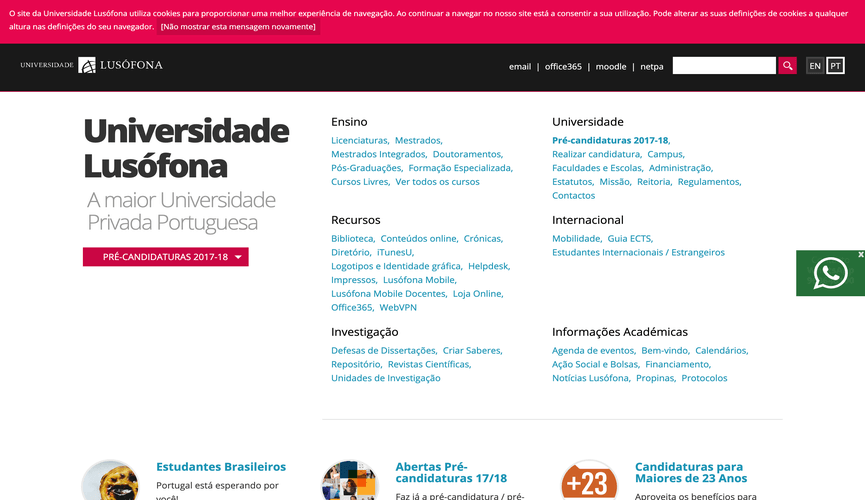 O site da Universidade Lusófona utiliza cookies para proporcionar uma melhor experiência de navegação. Ao continuar a navegar no nosso site está a consentir a sua utilização. Pode alterar as suas definições de cookies a qualquer
altura nas definições do seu navegador. [Não mostrar esta mensagem novamente]
UNIVERSIDADE LUSÓFONA
email | office365 | moodle | netpa
EN PT
Universidade
Lusófona
A maior Universidade
Privada Portuguesa
PRÉ-CANDIDATURAS 2017-18
Ensino
Licenciaturas, Mestrados,
Mestrados Integrados, Doutoramentos,
Pós-Graduações, Formação Especializada,
Cursos Livres, Ver todos os cursos
Universidade
Pré-candidaturas 2017-18,
Realizar candidatura, Campus,
Faculdades e Escolas, Administração,
Estatutos, Missão, Reitoria, Regulamentos,
Contactos
Recursos
Biblioteca, Conteúdos online, Crónicas,
Diretório, iTunesU,
Logotipos e Identidade gráfica, Helpdesk,
Impressos, Lusófona Mobile,
Lusófona Mobile Docentes, Loja Online,
Office365, WebVPN
Internacional
Mobilidade, Guia ECTS,
Estudantes Internacionais / Estrangeiros
x
Investigação
Defesas de Dissertações, Criar Saberes,
Repositório, Revistas Científicas,
Unidades de Investigação
Informações Académicas
Agenda de eventos, Bem-vindo, Calendários,
Ação Social e Bolsas, Financiamento,
Notícias Lusófona, Propinas, Protocolos
Estudantes Brasileiros
Portugal está esperando por
você!
Abertas Pré-
candidaturas 17/18
Faz já a pré-candidatura / pré-
+23
Candidaturas para
Maiores de 23 Anos
Aproveita os benefícios para